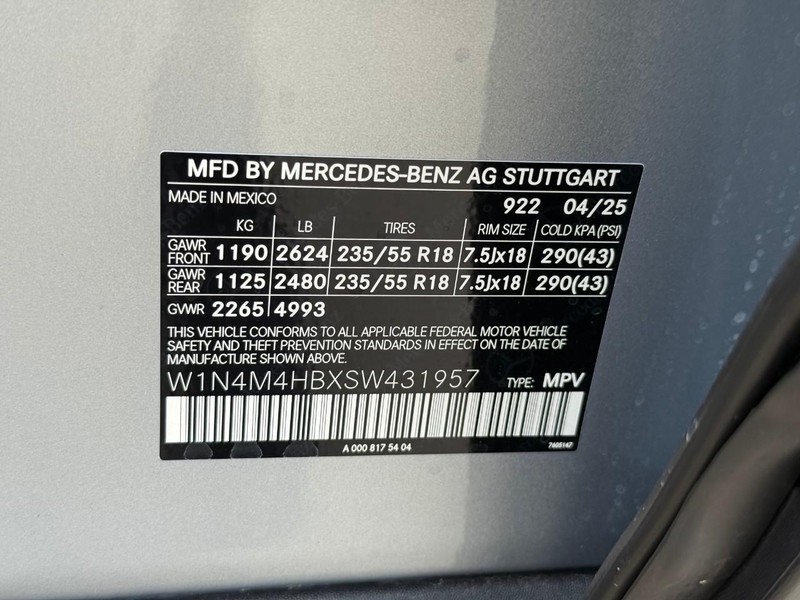 MFD BY MERCEDES-BENZ AG STUTTGART
MADE IN MEXICO 922 04/25
KG LB TIRES RIM SIZE COLD KPA (PSI)
GAWR FRONT 1190 2624 235/55 R18 7.5Jx18 290(43)
GAWR REAR 1125 2480 235/55 R18 7.5Jx18 290(43)
GVWR 2265 4993
THIS VEHICLE CONFORMS TO ALL APPLICABLE FEDERAL MOTOR VEHICLE
SAFETY AND THEFT PREVENTION STANDARDS IN EFFECT ON THE DATE OF
MANUFACTURE SHOWN ABOVE.
W1N4M4HBXSW431957 TYPE: MPV
A 000 817 54 04 7605147